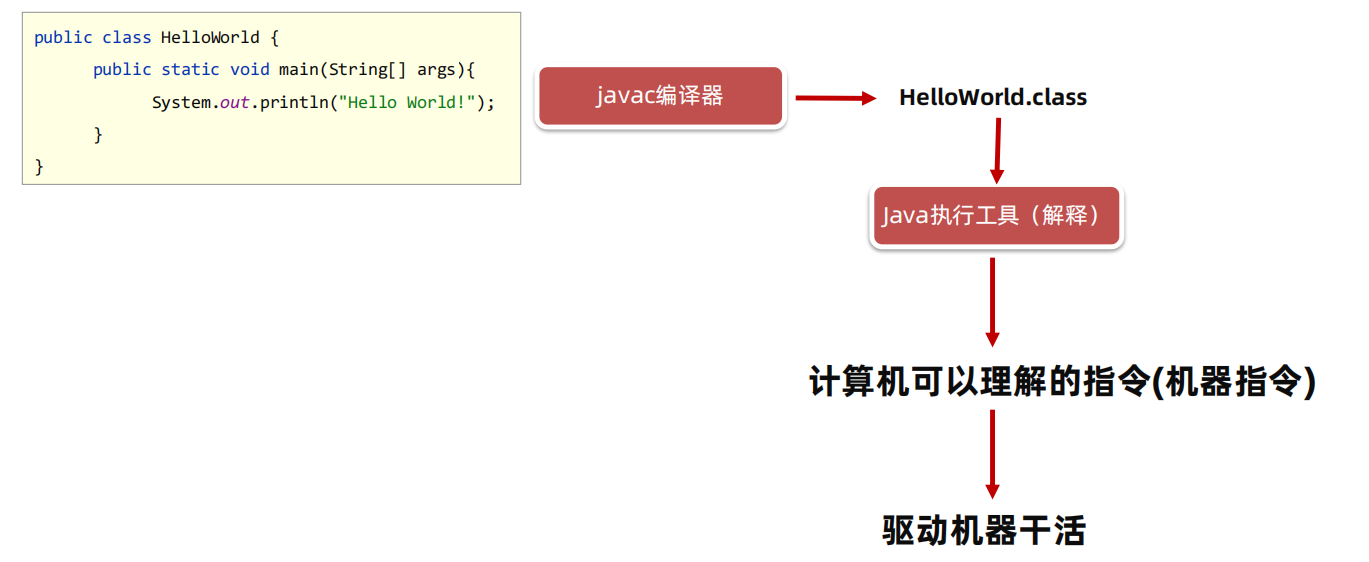 public class HelloWorld {
public static void main(String[] args){
System.out.println("Hello World!");
}
}
javac编译器
HelloWorld.class
Java执行工具（解释）
计算机可以理解的指令(机器指令)
驱动机器干活